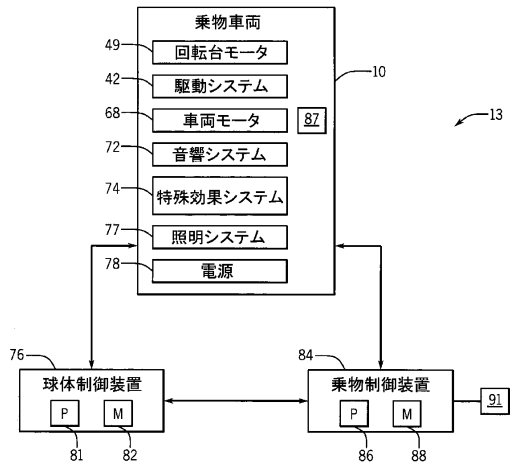 乗物車両
49
回転台モータ
10
42
駆動システム
68
車両モータ
87
13
72
音響システム
74
特殊効果システム
77
照明システム
78
電源
76
球体制御装置
P
M
81
82
84
乗物制御装置
P
M
91
86
88